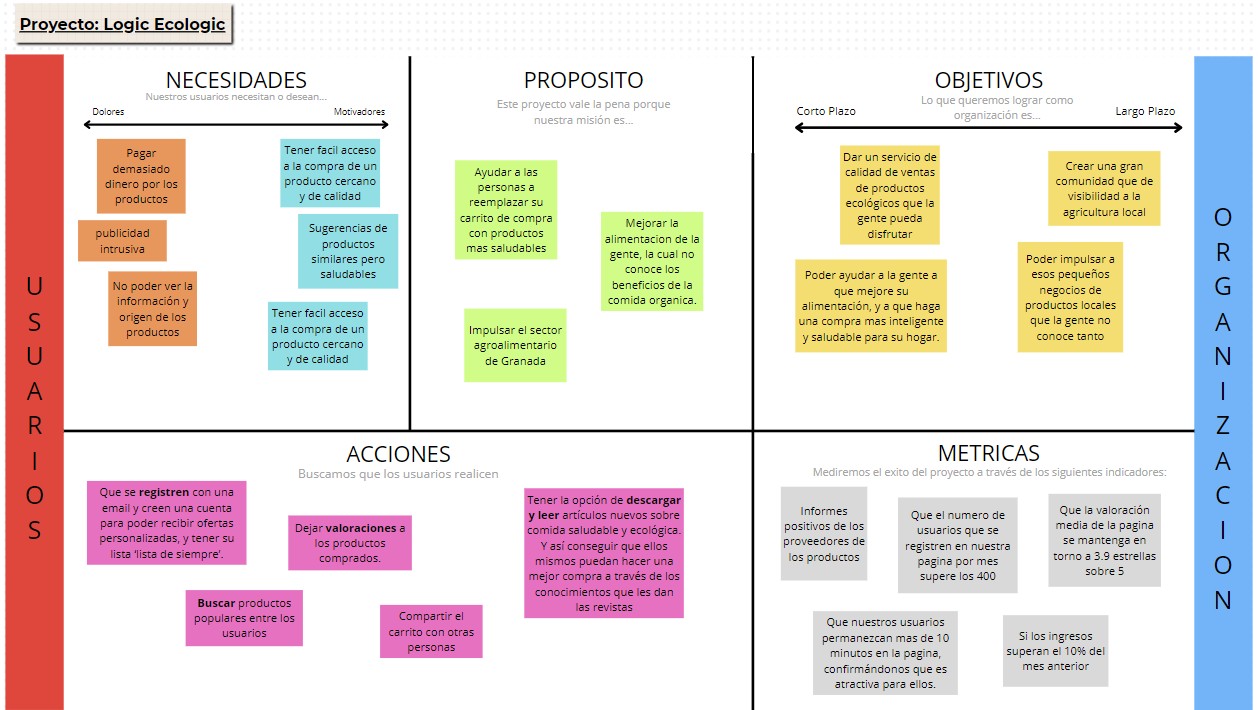 Proyecto: Logic Ecologic
USUARIOS
NECESIDADES
Nuestros usuarios necesitan o desean...
Dolores
Motivadores
Pagar
demasiado
dinero por los
productos
publicidad
intrusiva
No poder ver la
información y
origen de los
productos
Tener facil acceso
a la compra de un
producto cercano
y de calidad
Sugerencias de
productos
similares pero
saludables
Tener facil acceso
a la compra de un
producto cercano
y de calidad
PROPOSITO
Este proyecto vale la pena porque
nuestra misión es...
Ayudar a las
personas a
reemplazar su
carrito de compra
con productos
mas saludables
Mejorar la
alimentacion de la
gente, la cual no
conoce los
beneficios de la
comida organica.
Impulsar el sector
agroalimentario
de Granada
OBJETIVOS
Lo que queremos lograr como
organización es...
Corto Plazo
Largo Plazo
Dar un servicio de
calidad de ventas
de productos
ecológicos que la
gente pueda
disfrutar
Poder ayudar a la gente a
que mejore su
alimentación, y a que haga
una compra mas inteligente
y saludable para su hogar.
Crear una gran
comunidad que de
visibilidad a la
agricultura local
Poder impulsar a
esos pequeños
negocios de
productos locales
que la gente no
conoce tanto
ORGANIZACION
ACCIONES
Buscamos que los usuarios realicen
Que se registren con una
email y creen una cuenta
para poder recibir ofertas
personalizadas, y tener su
lista ‘lista de siempre’.
Dejar valoraciones a
los productos
comprados.
Tener la opción de descargar
y leer artículos nuevos sobre
comida saludable y ecológica.
Y así conseguir que ellos
mismos puedan hacer una
mejor compra a través de los
conocimientos que les dan
las revistas
Buscar productos
populares entre los
usuarios
Compartir el
carrito con otras
personas
METRICAS
Mediremos el exito del proyecto a través de los siguientes indicadores:
Informes
positivos de los
proveedores de
los productos
Que el numero de
usuarios que se
registren en nuestra
pagina por mes
supere los 400
Que la valoración
media de la pagina
se mantenga en
torno a 3.9 estrellas
sobre 5
Que nuestros usuarios
permanezcan mas de 10
minutos en la pagina,
confirmándonos que es
atractiva para ellos.
Si los ingresos
superan el 10% del
mes anterior